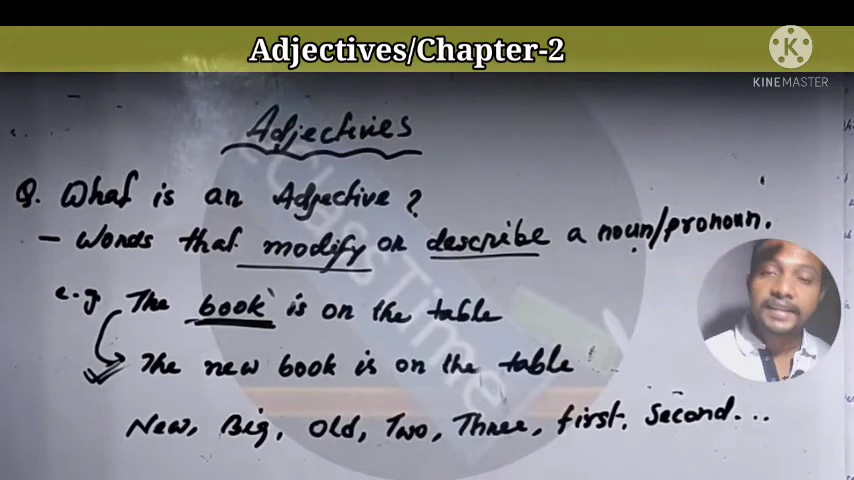 Adjectives/Chapter-2
KINEMASTER
Adjectives
Q. What is an Adjective?
- Words that modify or describe a noun/pronoun.
e.g The book is on the table
The new book is on the table
New, Big, Old, Two, Three, first, Second...